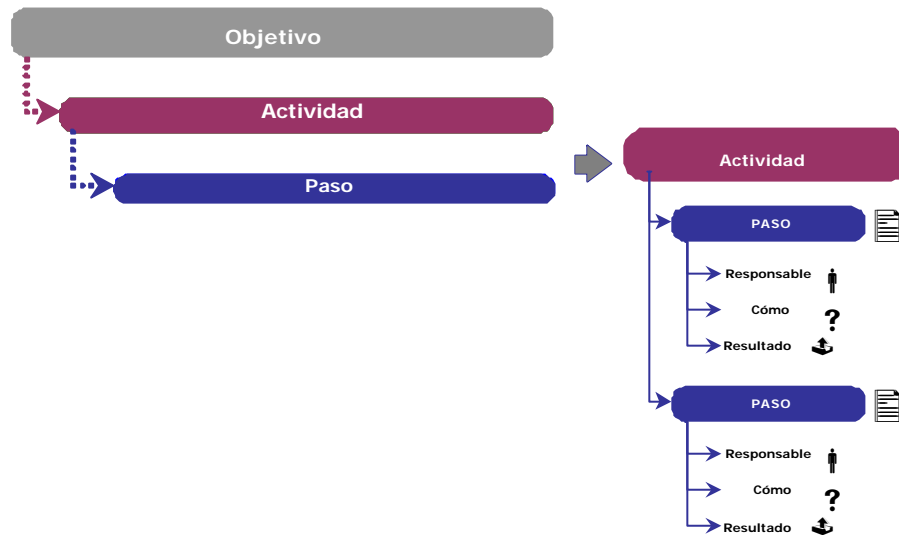 Objetivo
Actividad
Paso
Actividad
PASO
Responsable
Cómo
?
Resultado
PASO
Responsable
Cómo
?
Resultado